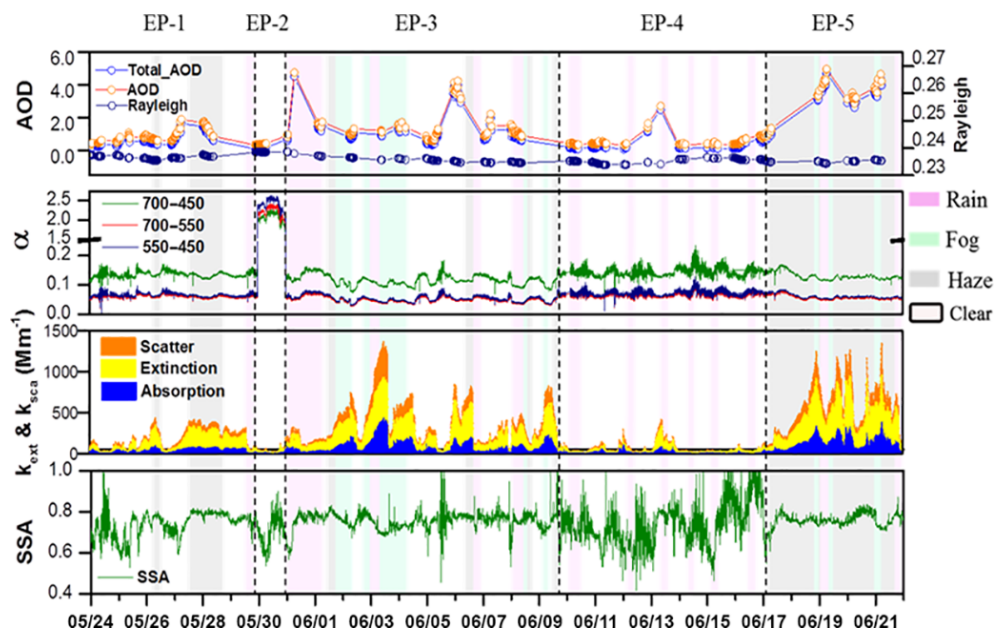 EP-1 EP-2 EP-3 EP-4 EP-5
AOD
6.0
4.0
2.0
0.0
Total_AOD
AOD
Rayleigh
0.27
0.26
0.25
0.24
0.23
Rayleigh
α
2.5
2.0
1.5
0.2
0.1
0.0
700−450
700−550
550−450
Rain
Fog
Haze
Clear
kext & ksca (Mm-1)
1500
1000
500
0
Scatter
Extinction
Absorption
SSA
1.0
0.8
0.6
0.4
SSA
05/24 05/26 05/28 05/30 06/01 06/03 06/05 06/07 06/09 06/11 06/13 06/15 06/17 06/19 06/21